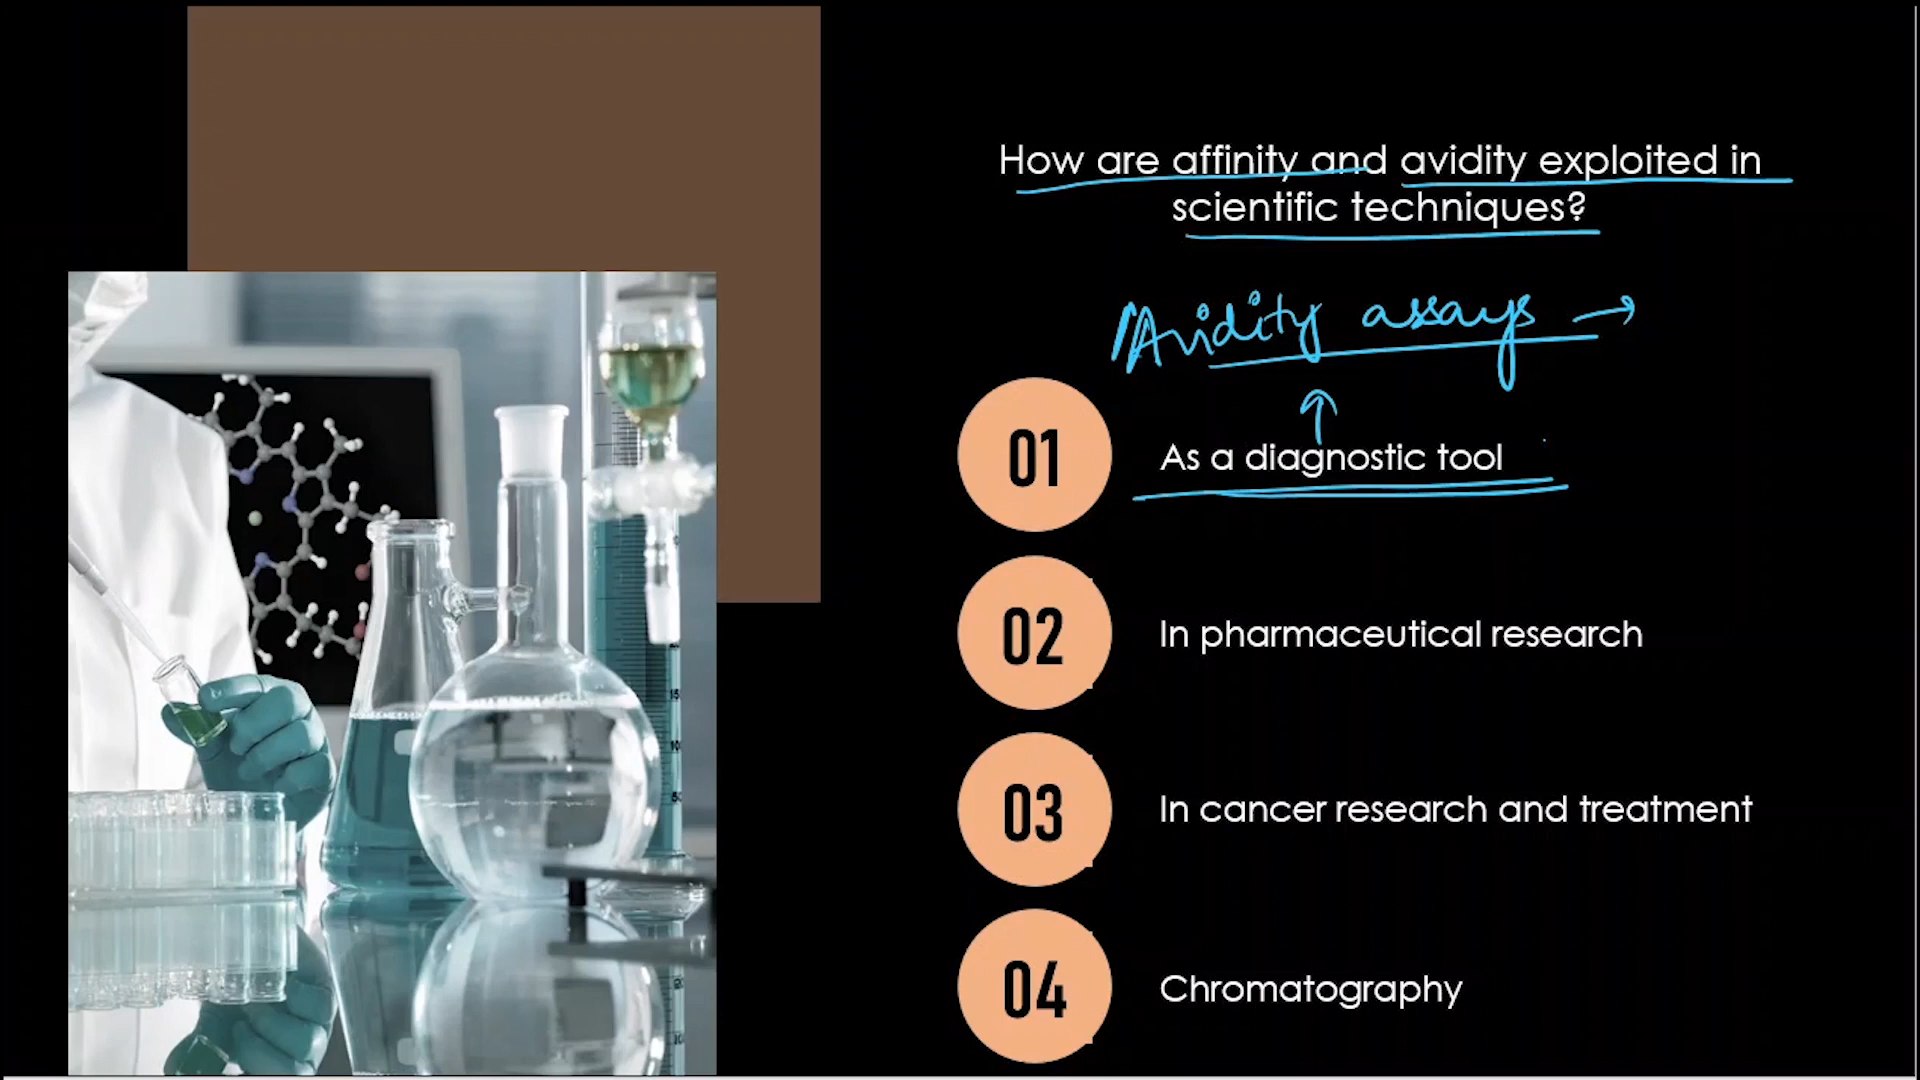 How are affinity and avidity exploited in
scientific techniques?
Avidity assays →
↑
01
As a diagnostic tool
02
In pharmaceutical research
03
In cancer research and treatment
04
Chromatography